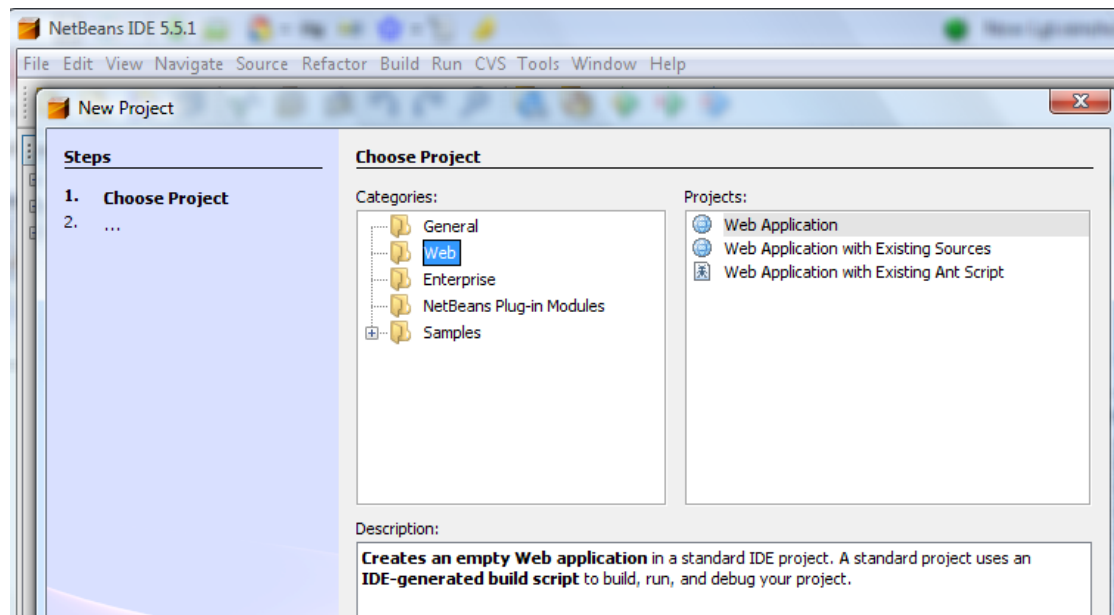 NetBeans IDE 5.5.1
File Edit View Navigate Source Refactor Build Run CVS Tools Window Help
New Project
Steps
1. Choose Project
2. ...
Choose Project
Categories:
General
Web
Enterprise
NetBeans Plug-in Modules
Samples
Projects:
Web Application
Web Application with Existing Sources
Web Application with Existing Ant Script
Description:
Creates an empty Web application in a standard IDE project. A standard project uses an
IDE-generated build script to build, run, and debug your project.